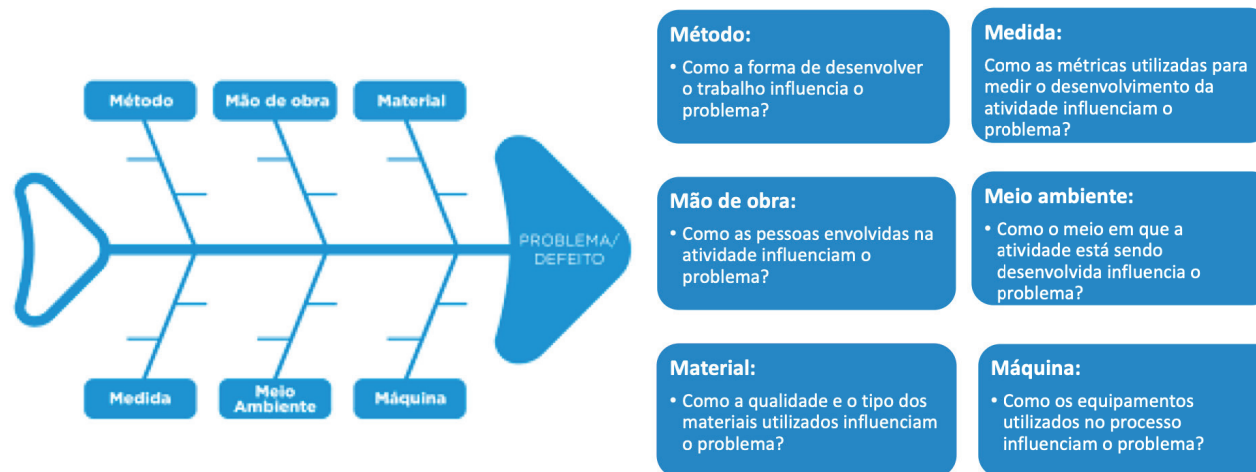 Método
Mão de obra
Material
PROBLEMA/
DEFEITO
Medida
Meio
Ambiente
Máquina
Método:
• Como a forma de desenvolver
o trabalho influencia o
problema?
Medida:
Como as métricas utilizadas para
medir o desenvolvimento da
atividade influenciam o
problema?
Mão de obra:
• Como as pessoas envolvidas na
atividade influenciam o
problema?
Meio ambiente:
• Como o meio em que a
atividade está sendo
desenvolvida influencia o
problema?
Material:
• Como a qualidade e o tipo dos
materiais utilizados influenciam
o problema?
Máquina:
• Como os equipamentos
utilizados no processo
influenciam o problema?